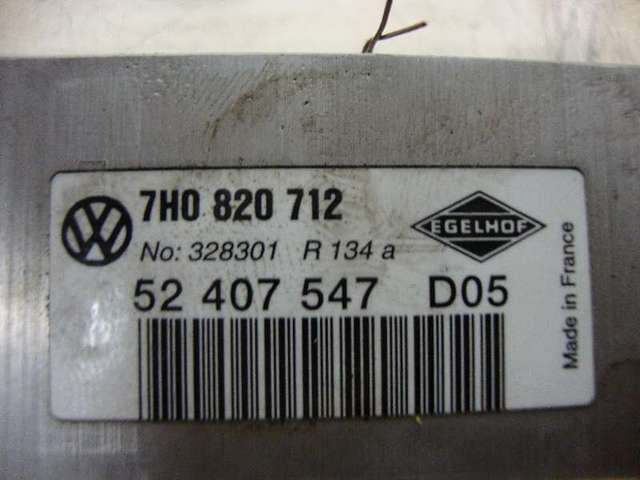 7H0 820 712
EGELHOF
No: 328301 R 134 a
52 407 547 D05
Made in France